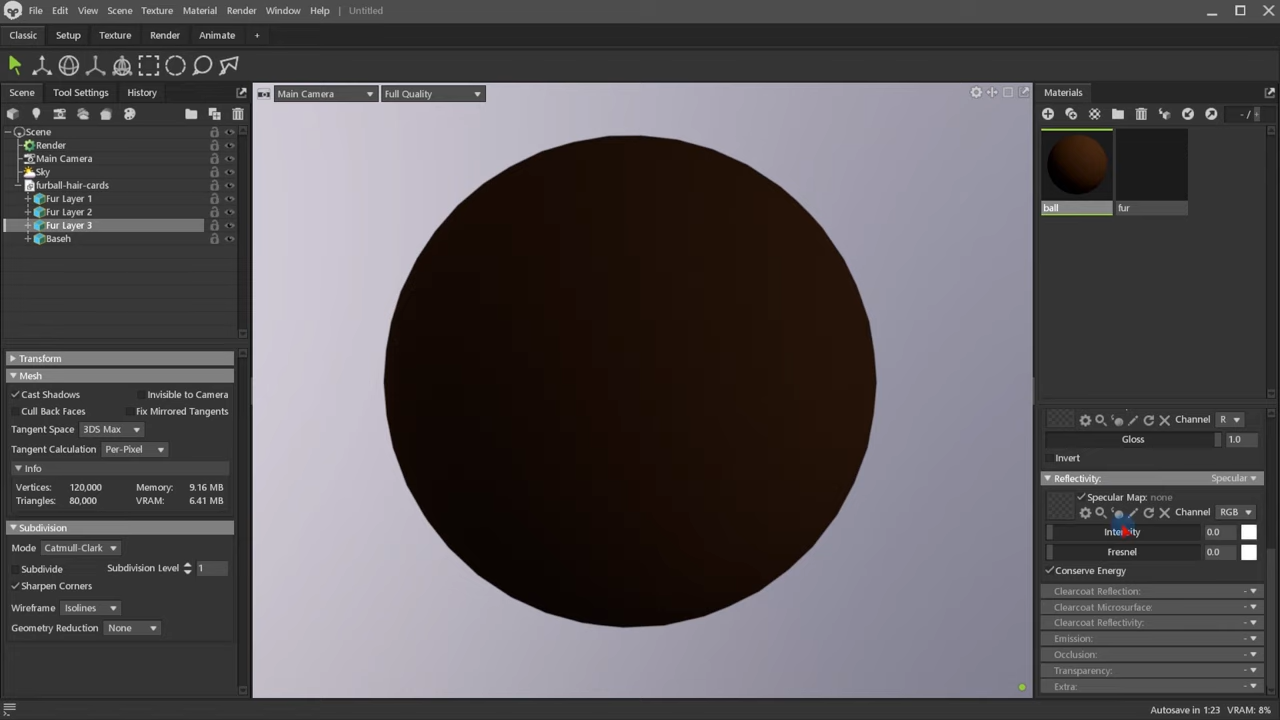 File Edit View Scene Texture Material Render Window Help Untitled
Classic Setup Texture Render Animate +
Scene Tool Settings History
Main Camera Full Quality
Materials
- /
Scene
Render
Main Camera
Sky
furball-hair-cards
Fur Layer 1
Fur Layer 2
Fur Layer 3
Baseh
ball fur
Transform
Mesh
Cast Shadows Invisible to Camera
Cull Back Faces Fix Mirrored Tangents
Tangent Space 3DS Max
Tangent Calculation Per-Pixel
Info
Vertices: 120,000 Memory: 9.16 MB
Triangles: 80,000 VRAM: 6.41 MB
Subdivision
Mode Catmull-Clark
Subdivide Subdivision Level 1
Sharpen Corners
Wireframe Isolines
Geometry Reduction None
Channel R
Gloss 1.0
Invert
Reflectivity: Specular
Specular Map: none
Channel RGB
Intensity 0.0
Fresnel 0.0
Conserve Energy
Clearcoat Reflection: -
Clearcoat Microsurface: -
Clearcoat Reflectivity: -
Emission: -
Occlusion: -
Transparency: -
Extra: -
Autosave in 1:23 VRAM: 8%